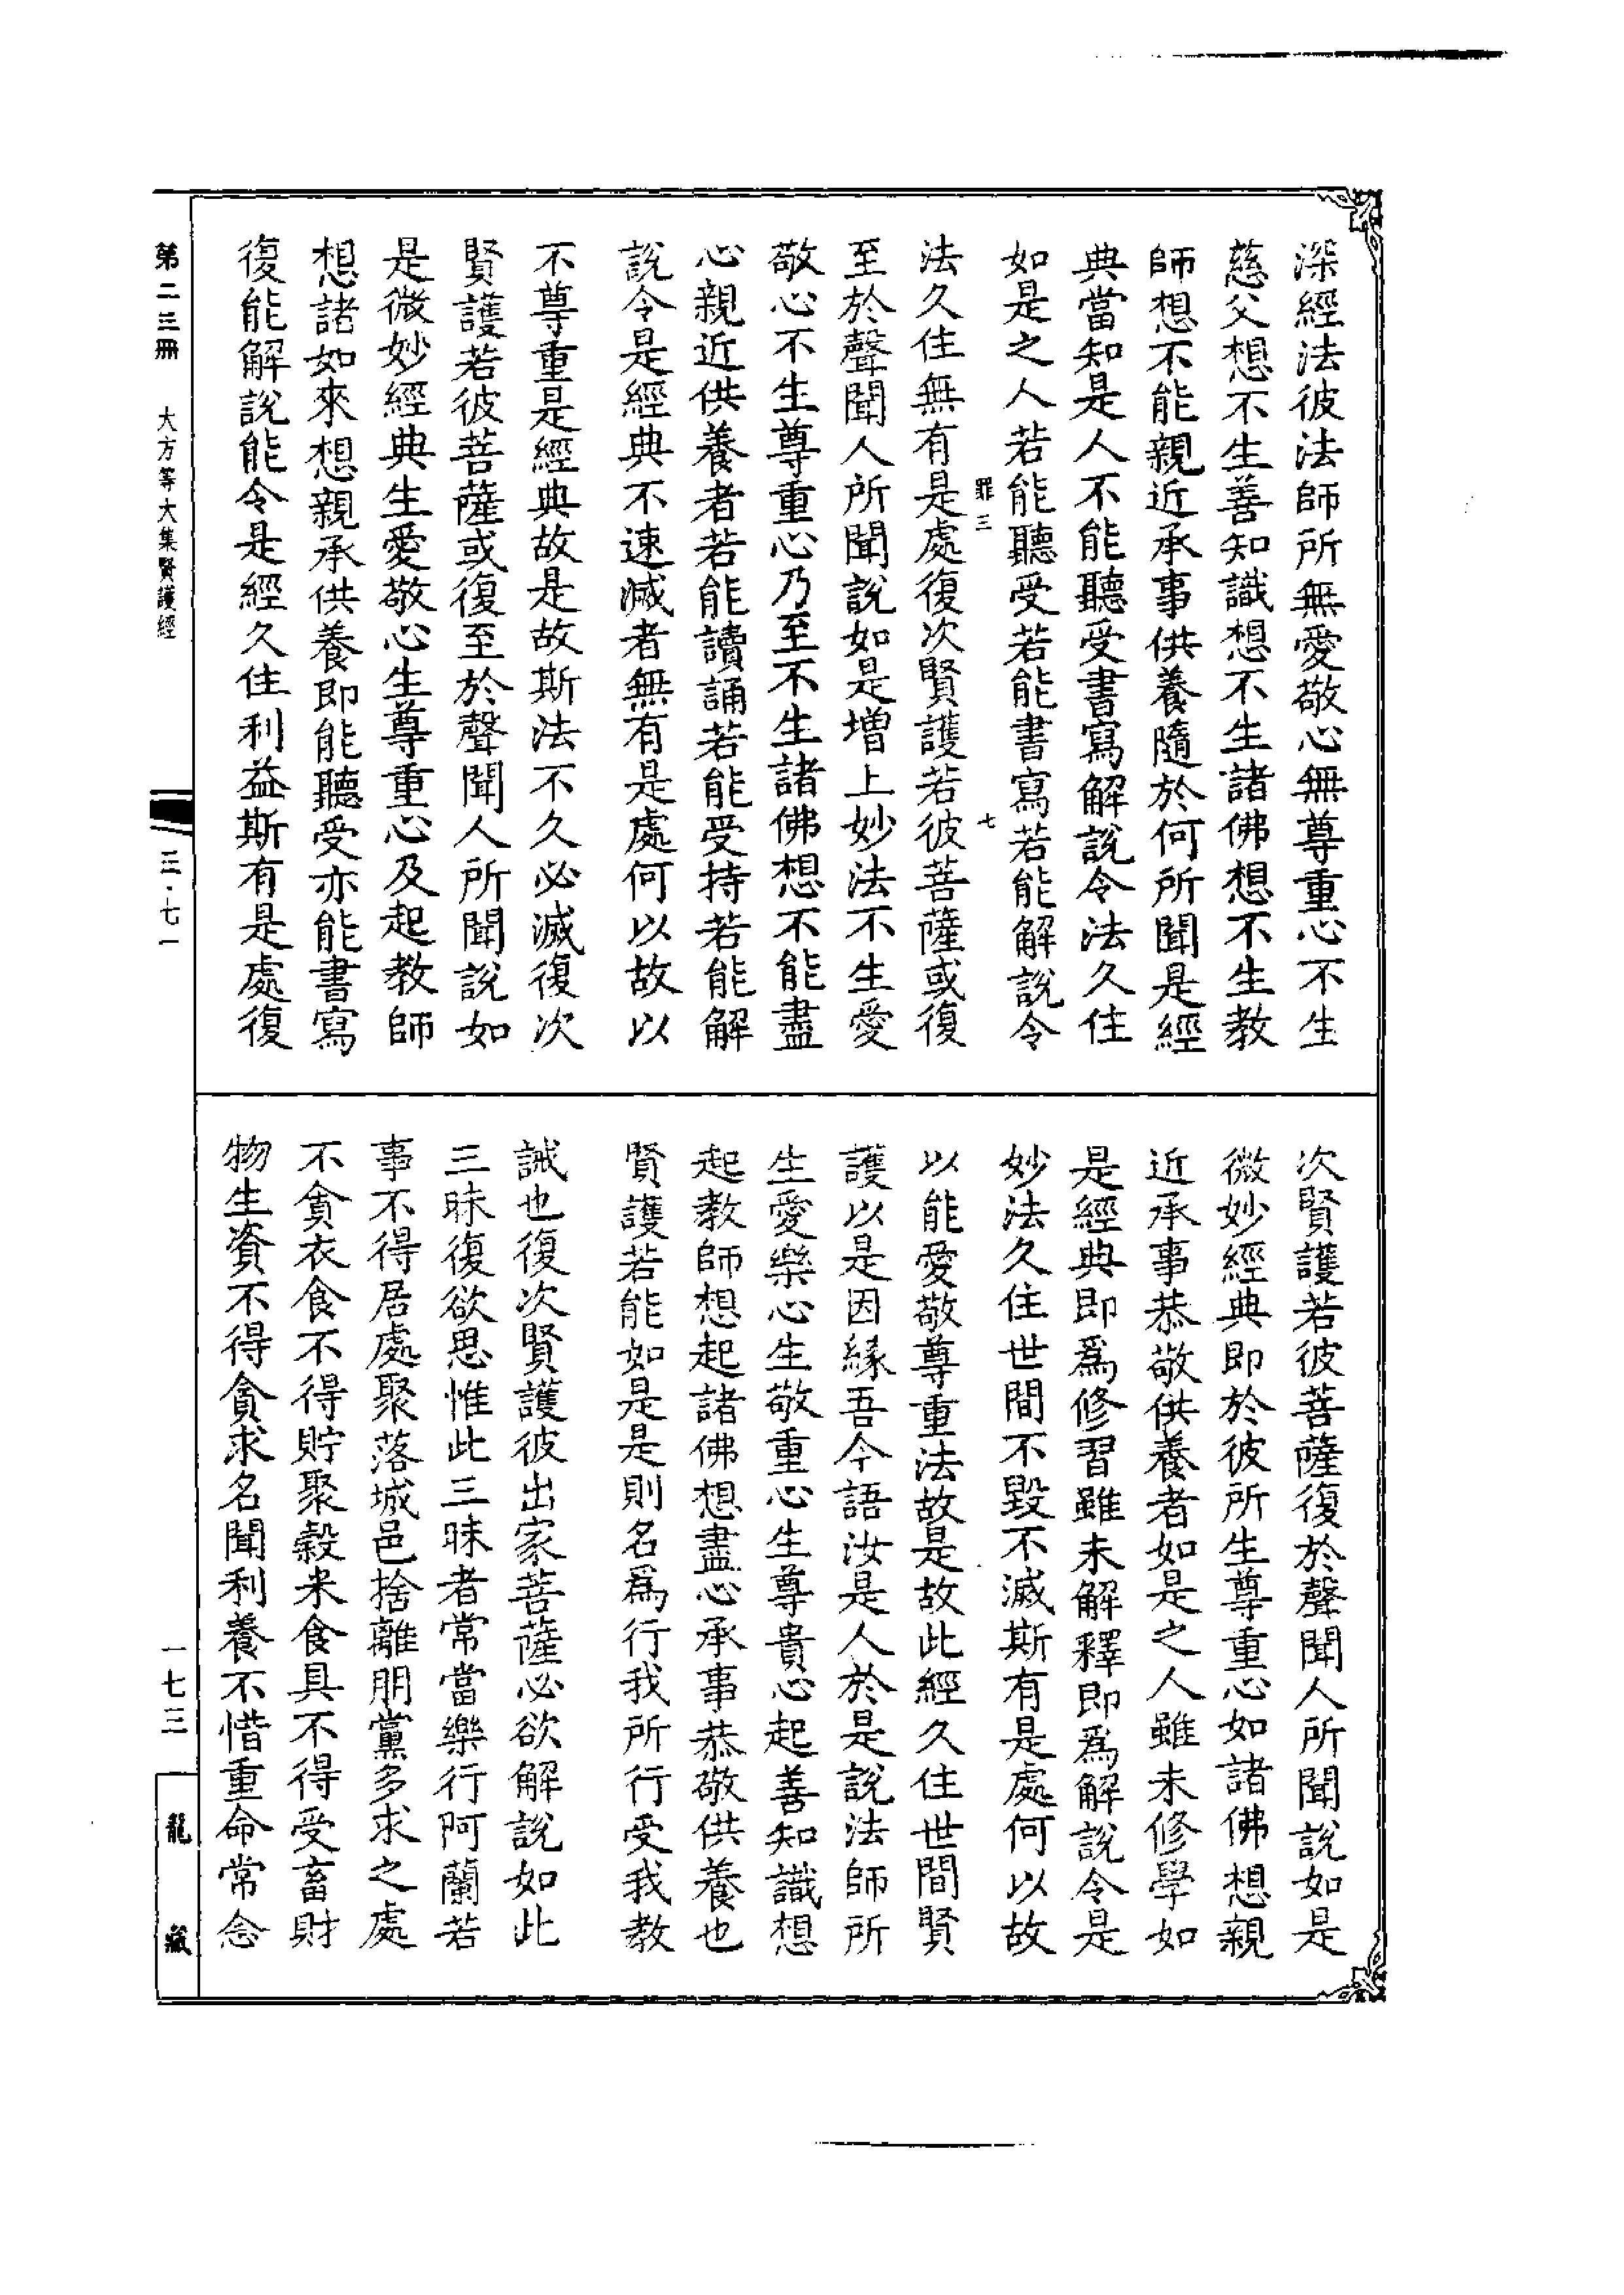 深經法彼法師所無愛敬心無尊重心不生
慈父想不生善知識想不生諸佛想不生教
師想不能親近承事供養隨於何所聞是經
典當知是人不能聽受書寫解說令法久住
如是之人若能聽受若能書寫若能解說令
罪三 七
法久住無有是處復次賢護若彼菩薩或復
至於聲聞人所聞說如是增上妙法不生愛
敬心不生尊重心乃至不生諸佛想不能盡
心親近供養者若能讀誦若能受持若能解
說令是經典不速滅者無有是處何以故以
不尊重是經典故是故斯法不久必滅復次
賢護若彼菩薩或復至於聲聞人所聞說如
是微妙經典生愛敬心生尊重心及起教師
想諸如來想親承供養即能聽受亦能書寫
復能解說能令是經久住利益斯有是處復
次賢護若彼菩薩復於聲聞人所聞說如是
微妙經典即於彼所生尊重心如諸佛想親
近承事恭敬供養者如是之人雖未修學如
是經典即為修習雖未解釋即為解說令是
妙法久住世間不毀不滅斯有是處何以故
以能愛敬尊重法故是故此經久住世間賢
護以是因緣吾今語汝是人於是說法師所
生愛樂心生敬重心生尊貴心起善知識想
起教師想起諸佛想盡心承事恭敬供養也
賢護若能如是是則名為行我所行受我教
誡也復次賢護彼出家菩薩必欲解說如此
三昧復欲思惟此三昧者常當樂行阿蘭若
事不得居處聚落城邑捨離朋黨多求之處
不貪衣食不得貯聚穀米食具不得受畜財
物生資不得貪求名聞利養不惜重命常念
第二三冊 大方等大集賢護經 三·七一 一七三 龍藏